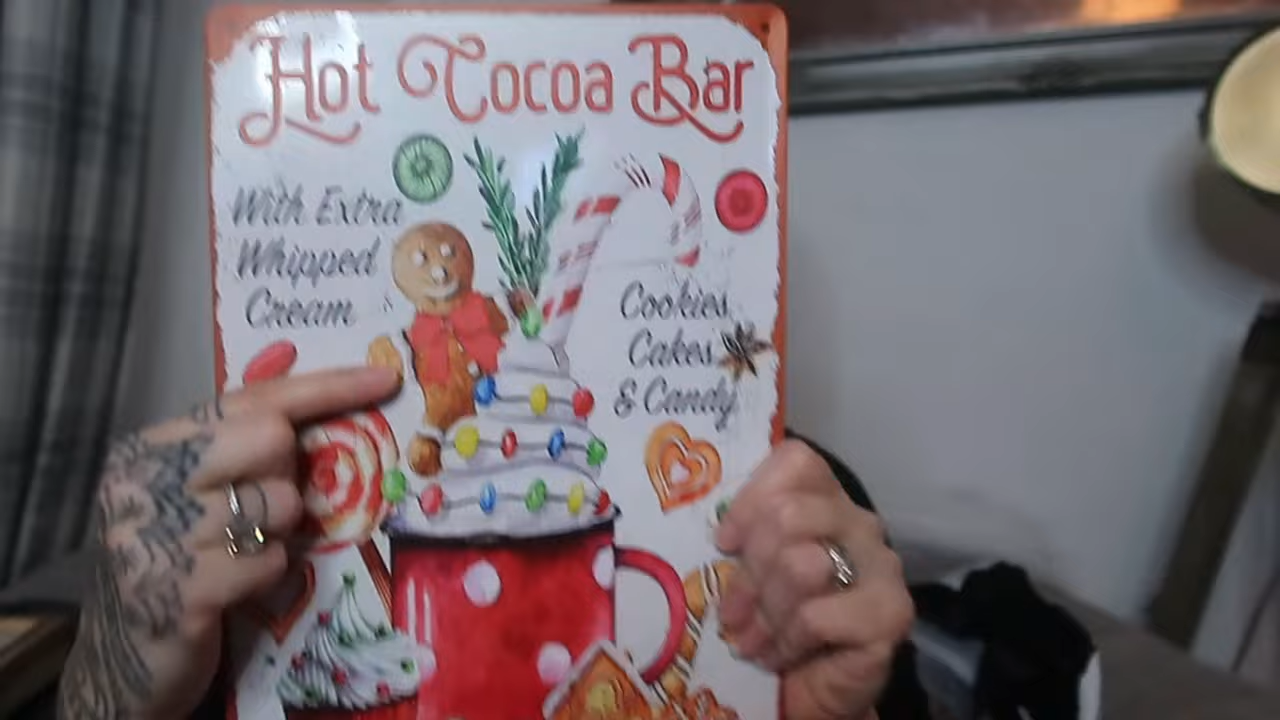 Hot Cocoa Bar
With Extra
Whipped
Cream
Cookies,
Cakes,
& Candy